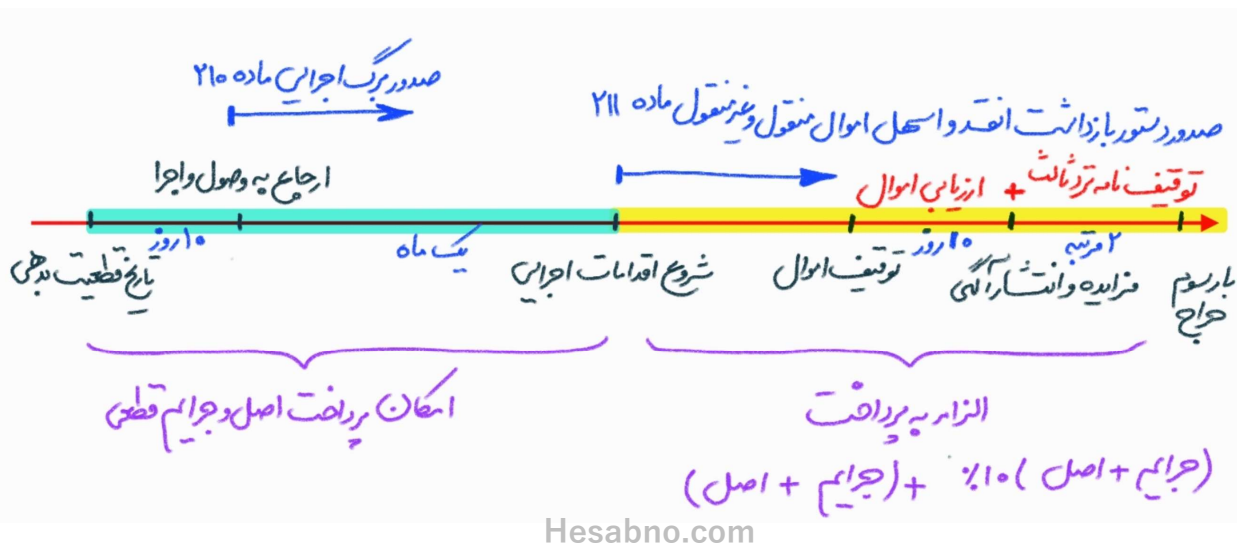 صدور برگ اجرایی ماده ۲۱۰
صدور دستور بازداشت انقد و اسهل اموال منقول و غیرمنقول ماده ۲۱۱
ارجاع به وصول و اجرا
ارزیابی اموال + توقیف نامه نزد ثالث
۱۰ روز
یک ماه
۱۰ روز
۲ مرتبه
تاریخ قطعیت بدهی
شروع اقدامات اجرایی
توقیف اموال
مزایده و انتشار آگهی
بار سوم
حراج
امکان پرداخت اصل و جرایم قطعی
الزام به پرداخت
(جرایم + اصل) ۱۰٪ + (جرایم + اصل)
Hesabno.com